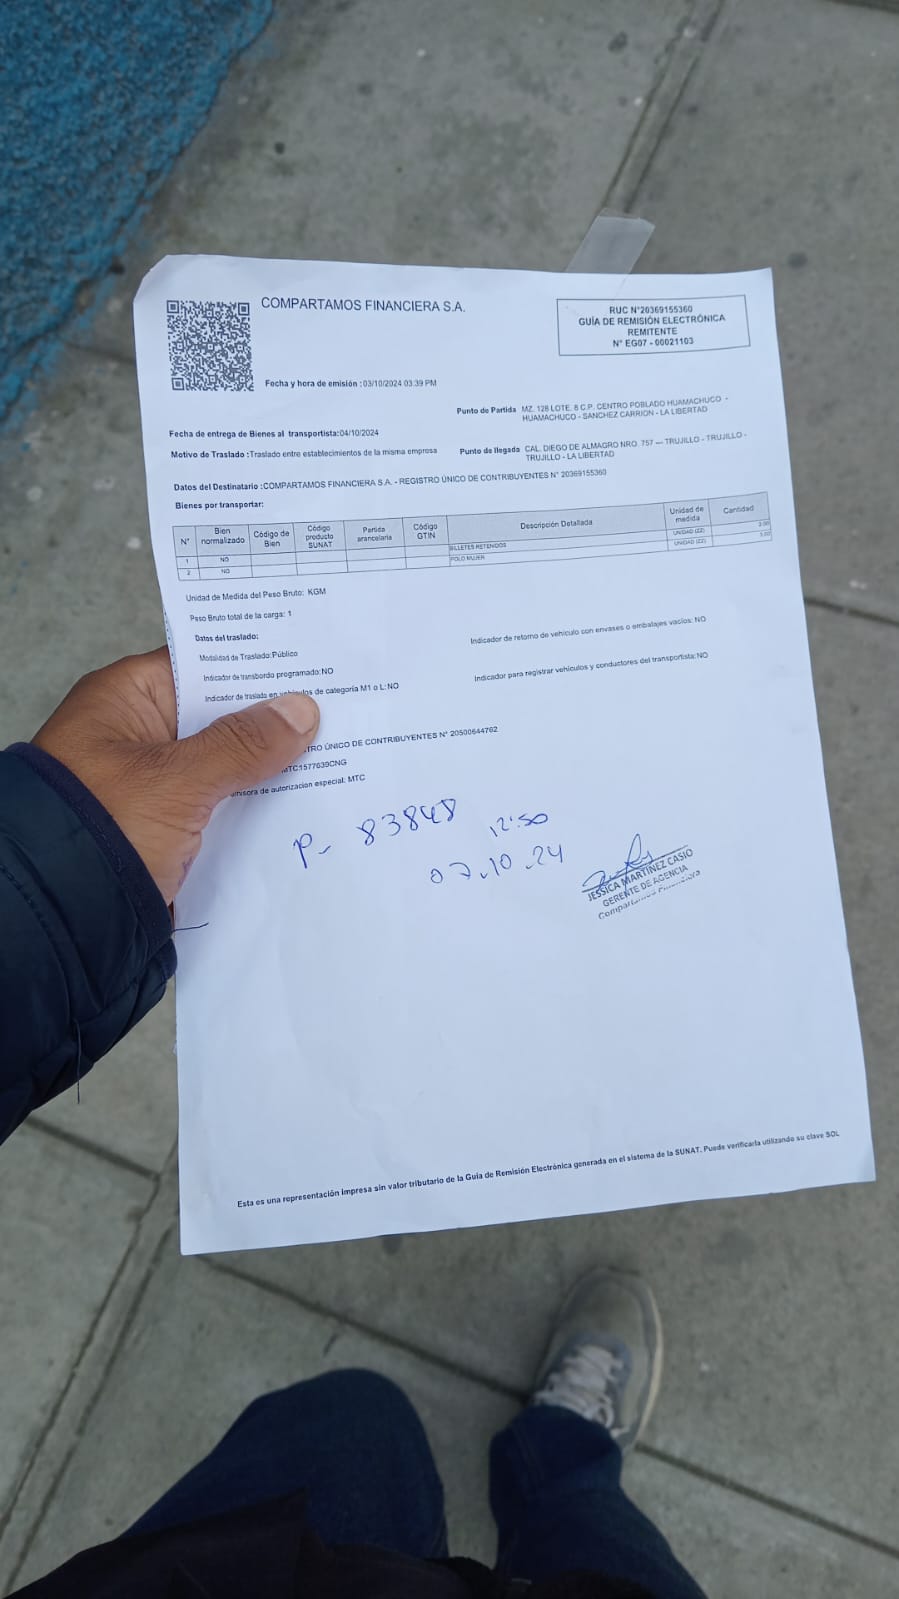 COMPARTAMOS FINANCIERA S.A.
RUC N°20369155360
GUÍA DE REMISIÓN ELECTRÓNICA
REMITENTE
N° EG07 - 00021103
Fecha y hora de emisión : 03/10/2024 03:39 PM
Punto de Partida MZ. 128 LOTE. 8 C.P. CENTRO POBLADO HUAMACHUCO -
HUAMACHUCO - SANCHEZ CARRION - LA LIBERTAD
Fecha de entrega de Bienes al transportista:04/10/2024
Motivo de Traslado :Traslado entre establecimientos de la misma empresa
Punto de llegada CAL. DIEGO DE ALMAGRO NRO. 757 --- TRUJILLO - TRUJILLO -
TRUJILLO - LA LIBERTAD
Datos del Destinatario :COMPARTAMOS FINANCIERA S.A. - REGISTRO ÚNICO DE CONTRIBUYENTES N° 20369155360
Bienes por transportar:
N° Bien normalizado Código de Bien Código producto SUNAT Partida arancelaria Código GTIN Descripción Detallada Unidad de medida Cantidad
1 NO BILLETES RETENIDOS UNIDAD (ZZ)
2 NO POLO MUJER UNIDAD (ZZ)
Unidad de Medida del Peso Bruto: KGM
Peso Bruto total de la carga: 1
Datos del traslado:
Modalidad de Traslado:Público
Indicador de retorno de vehículo con envases o embalajes vacíos: NO
Indicador de transbordo programado:NO
Indicador para registrar vehículos y conductores del transportista:NO
Indicador de traslado en vehículos de categoría M1 o L:NO
TRO ÚNICO DE CONTRIBUYENTES N° 20500644762
MTC1577039CNG
misora de autorizacion especial: MTC
P- 83848
12:50
07.10.24
JESSICA MARTINEZ CASIO
GERENTE DE AGENCIA
Compartamos Financiera
Esta es una representación impresa sin valor tributario de la Guía de Remisión Electrónica generada en el sistema de la SUNAT. Puede verificarla utilizando su clave SOL